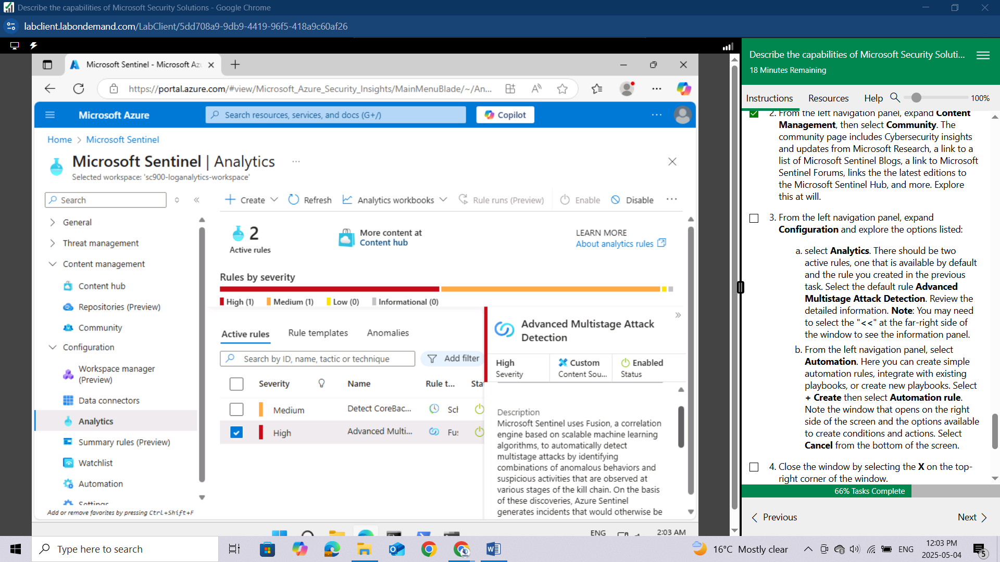 Describe the capabilities of Microsoft Security Solutions - Google Chrome
labclient.labondemand.com/LabClient/5dd708a9-9db9-4419-96f5-418a9c60af26
Microsoft Sentinel - Microsoft Az
https://portal.azure.com/#view/Microsoft_Azure_Security_Insights/MainMenuBlade/~/An...
Microsoft Azure
Search resources, services, and docs (G+/)
Copilot
...
Home > Microsoft Sentinel
Microsoft Sentinel | Analytics ...
Selected workspace: 'sc900-loganalytics-workspace'
Search
Create
Refresh
Analytics workbooks
Rule runs (Preview)
Enable
Disable
...
General
Threat management
Content management
Content hub
Repositories (Preview)
Community
Configuration
Workspace manager
(Preview)
Data connectors
Analytics
Summary rules (Preview)
Watchlist
Automation
Settings
Add or remove favorites by pressing Ctrl+Shift+F
2
Active rules
More content at
Content hub
LEARN MORE
About analytics rules
Rules by severity
High (1)
Medium (1)
Low (0)
Informational (0)
Active rules
Rule templates
Anomalies
Search by ID, name, tactic or technique
Add filter
Severity
Name
Rule t...
Sta
Medium
Detect CoreBac...
Scl
High
Advanced Multi...
Fu
Advanced Multistage Attack
Detection
High
Severity
Custom
Content Sou...
Enabled
Status
Description
Microsoft Sentinel uses Fusion, a correlation
engine based on scalable machine learning
algorithms, to automatically detect
multistage attacks by identifying
combinations of anomalous behaviors and
suspicious activities that are observed at
various stages of the kill chain. On the basis
of these discoveries, Azure Sentinel
generates incidents that would otherwise be
ENG
2:03 AM
Describe the capabilities of Microsoft Security Soluti...
18 Minutes Remaining
Instructions
Resources
Help
100%
2. From the left navigation panel, expand Content
Management, then select Community. The
community page includes Cybersecurity insights
and updates from Microsoft Research, a link to a
list of Microsoft Sentinel Blogs, a link to Microsoft
Sentinel Forums, links the the latest editions to
the Microsoft Sentinel Hub, and more. Explore
this at will.
3. From the left navigation panel, expand
Configuration and explore the options listed:
a. select Analytics. There should be two
active rules, one that is available by default
and the rule you created in the previous
task. Select the default rule Advanced
Multistage Attack Detection. Review the
detailed information. Note: You may need
to select the "<<" at the far-right side of
the window to see the information panel.
b. From the left navigation panel, select
Automation. Here you can create simple
automation rules, integrate with existing
playbooks, or create new playbooks. Select
+ Create then select Automation rule.
Note the window that opens on the right
side of the screen and the options available
to create conditions and actions. Select
Cancel from the bottom of the screen.
4. Close the window by selecting the X on the top-
right corner of the window.
66% Tasks Complete
Previous
Next
Type here to search
16°C Mostly clear
ENG
12:03 PM
2025-05-04
5